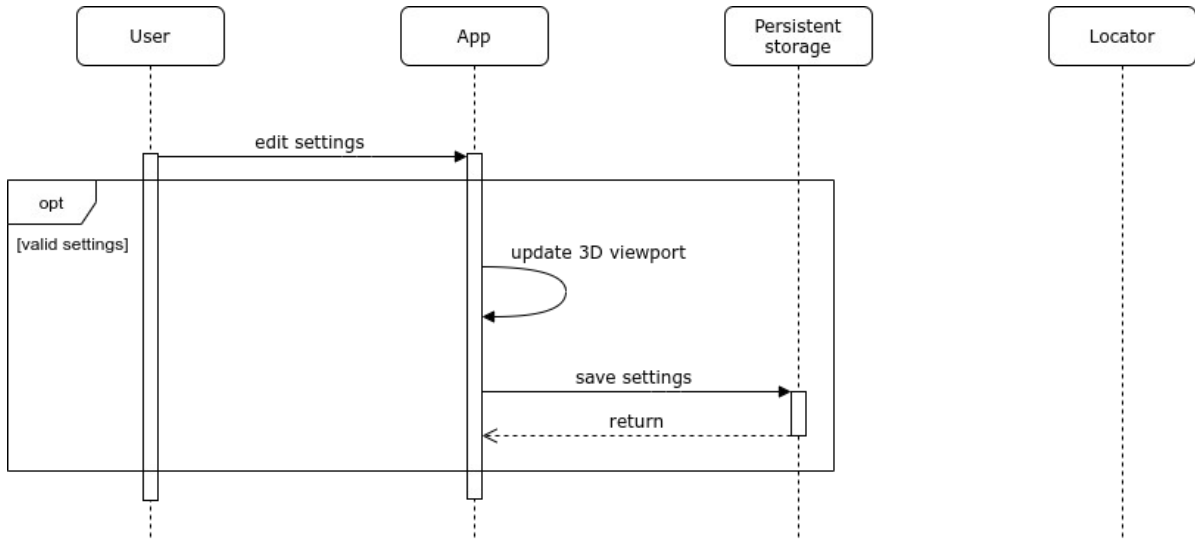 User
App
Persistent
storage
Locator
edit settings
opt
[valid settings]
update 3D viewport
save settings
return